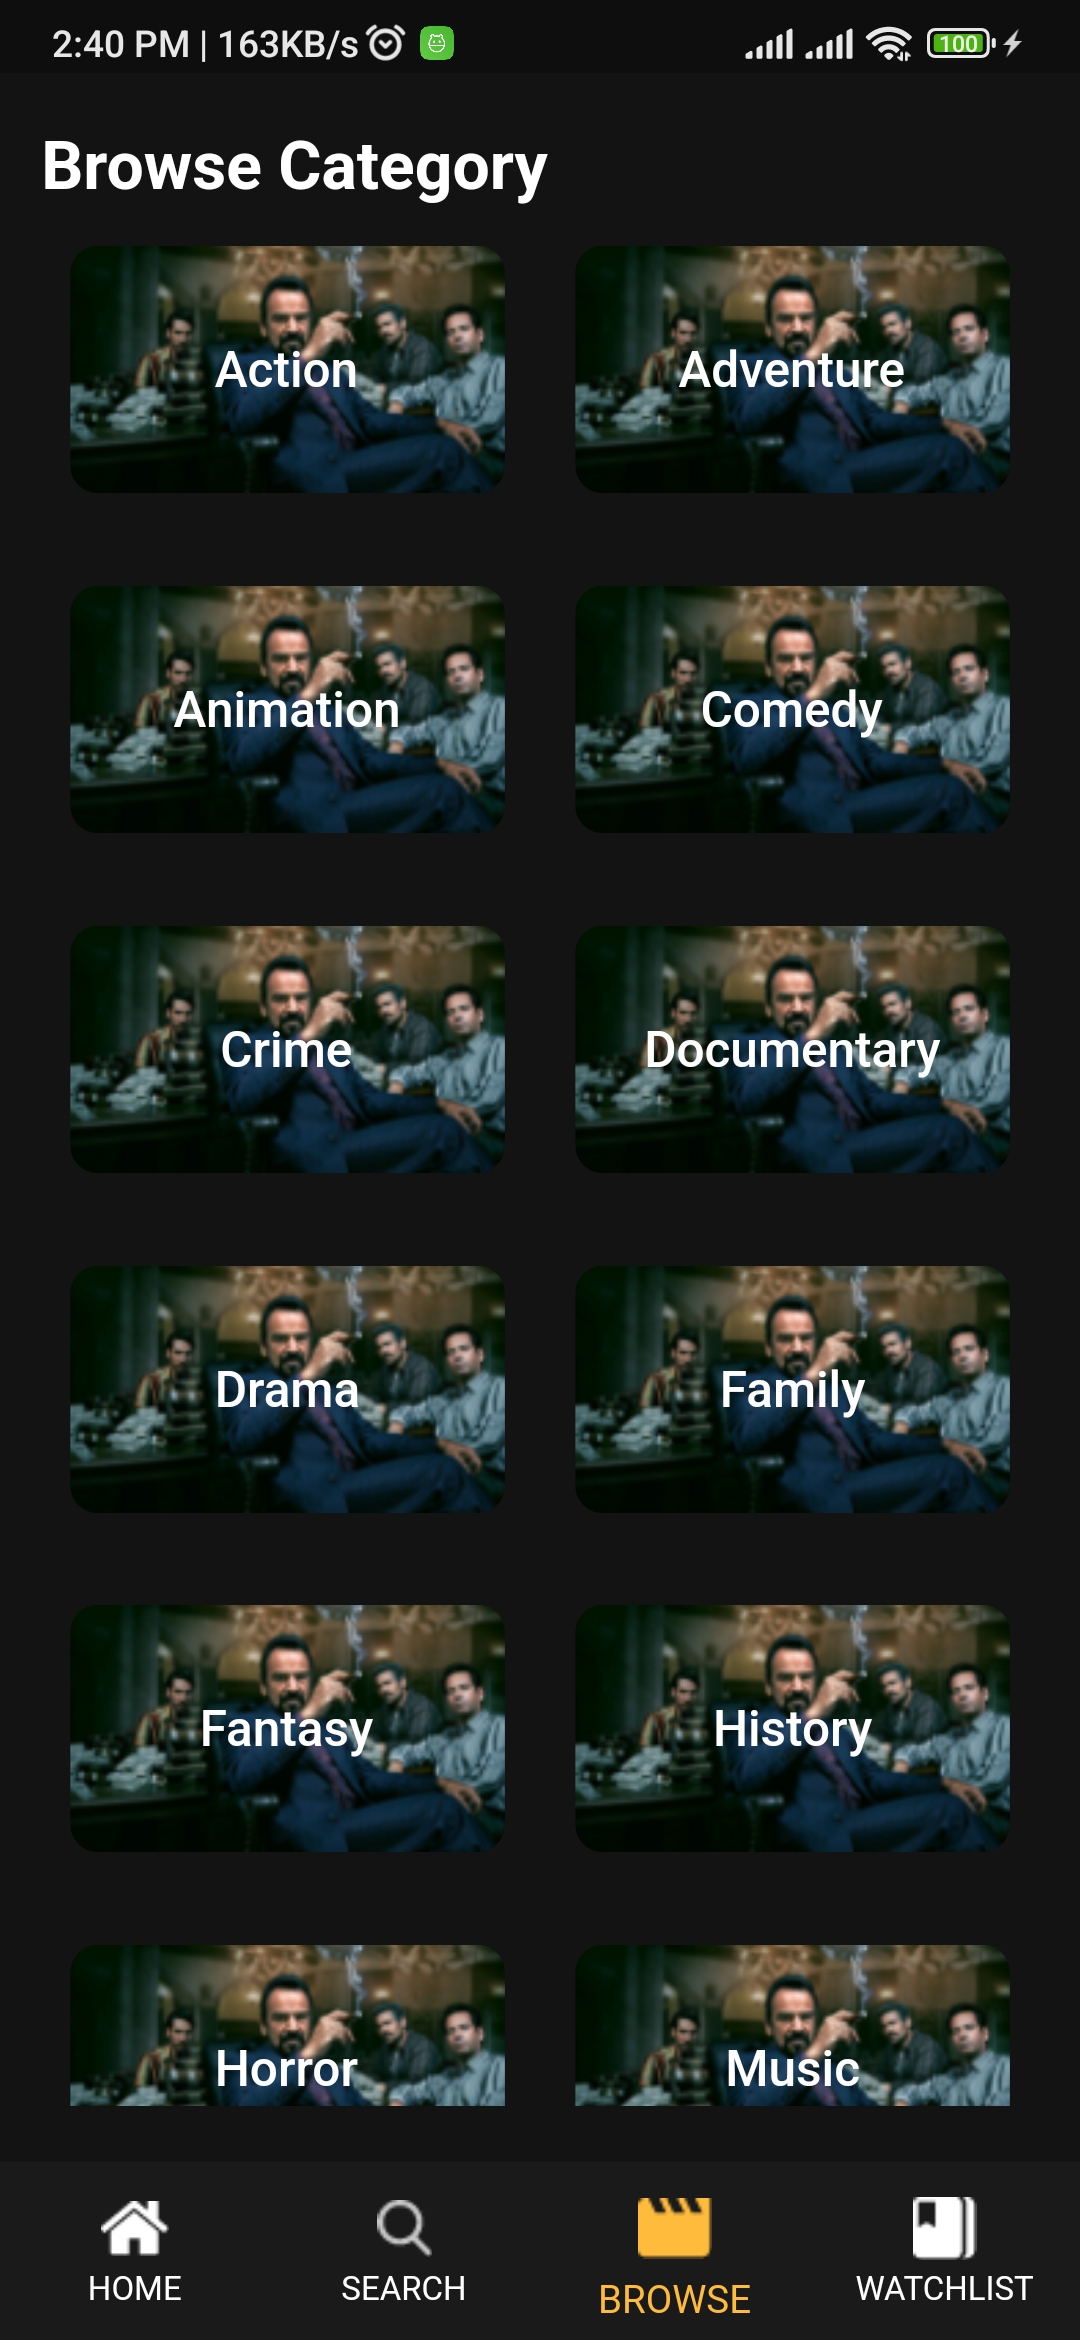 2:40 PM | 163KB/s 100
Browse Category
Action Adventure
Animation Comedy
Crime Documentary
Drama Family
Fantasy History
Horror Music
HOME SEARCH BROWSE WATCHLIST